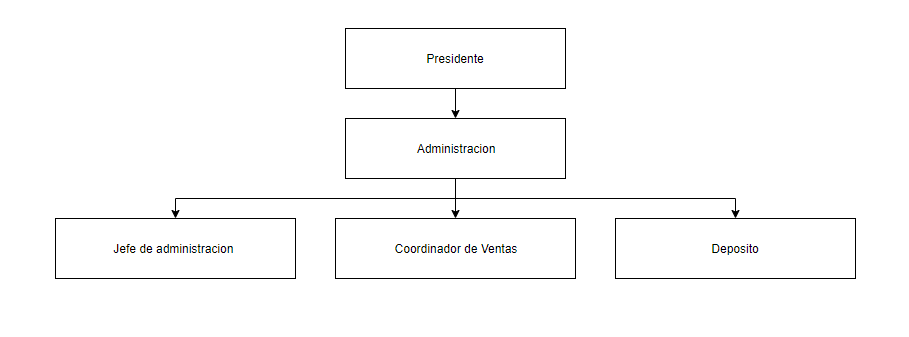 Presidente
Administracion
Jefe de administracion
Coordinador de Ventas
Deposito